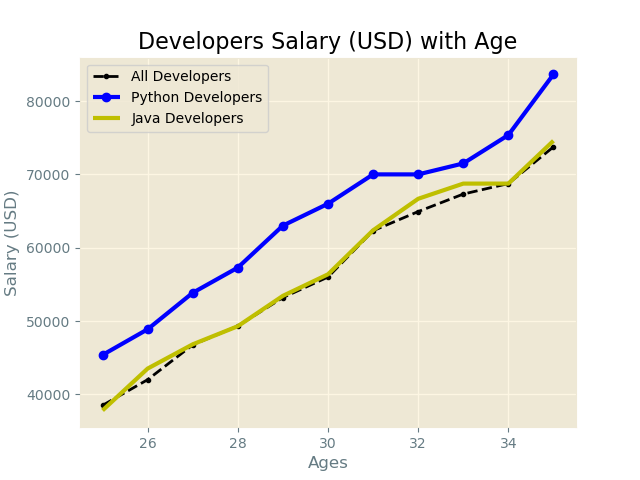 Developers Salary (USD) with Age
All Developers
Python Developers
Java Developers
80000
70000
60000
50000
40000
Salary (USD)
26 28 30 32 34
Ages